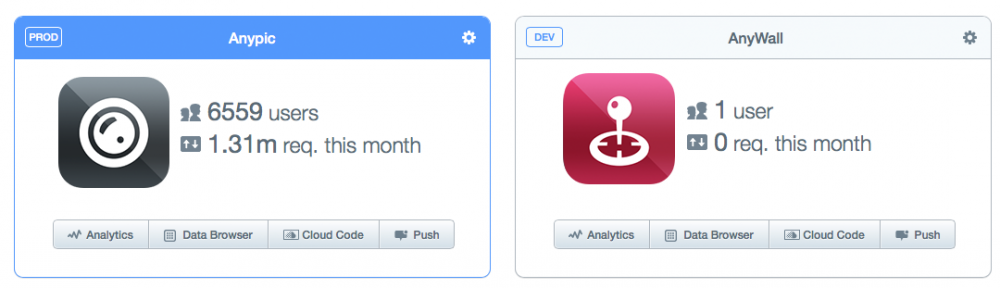 PROD
Anypic
6559 users
1.31m req. this month
Analytics
Data Browser
Cloud Code
Push
DEV
AnyWall
1 user
0 req. this month
Analytics
Data Browser
Cloud Code
Push